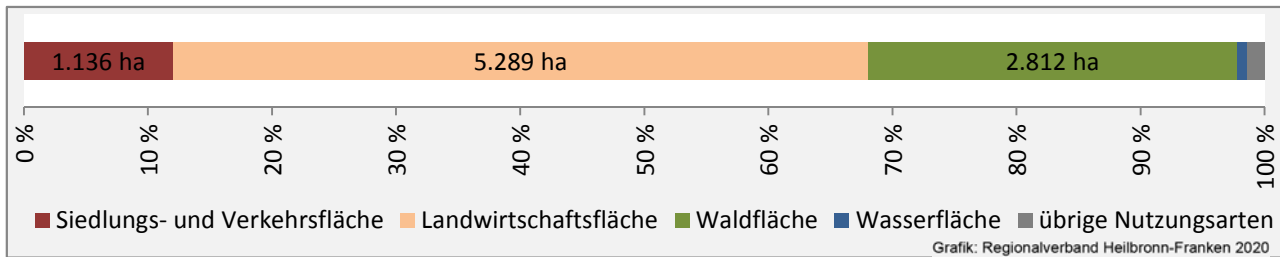 1.136 ha 5.289 ha 2.812 ha
0 % 10 % 20 % 30 % 40 % 50 % 60 % 70 % 80 % 90 % 100 %
Siedlungs- und Verkehrsfläche Landwirtschaftsfläche Waldfläche Wasserfläche übrige Nutzungsarten
Grafik: Regionalverband Heilbronn-Franken 2020